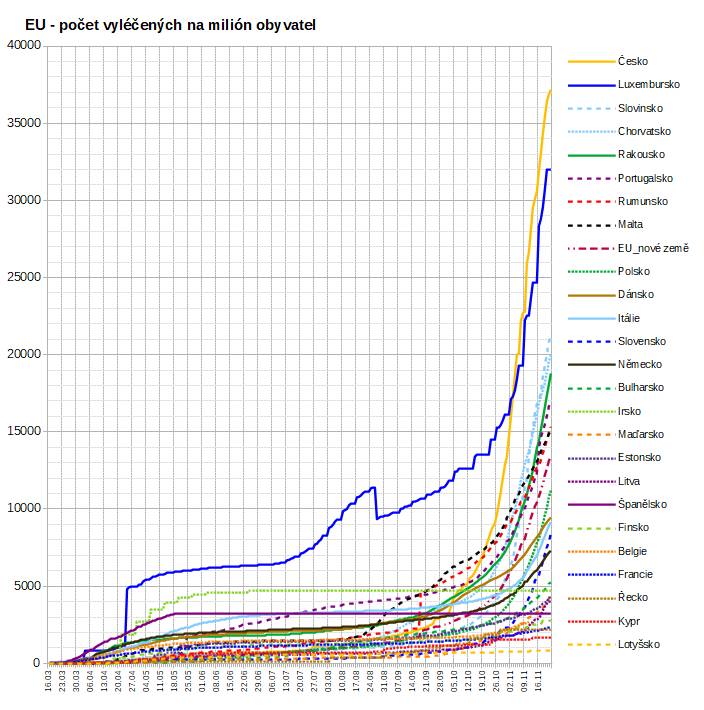 EU - počet vyléčených na milión obyvatel
40000
35000
30000
25000
20000
15000
10000
5000
0
16.03
23.03
30.03
06.04
13.04
20.04
27.04
04.05
11.05
18.05
25.05
01.06
08.06
15.06
22.06
29.06
06.07
13.07
20.07
27.07
03.08
10.08
17.08
24.08
31.08
07.09
14.09
21.09
28.09
05.10
12.10
19.10
26.10
02.11
09.11
16.11
Česko
Luxembursko
Slovinsko
Chorvatsko
Rakousko
Portugalsko
Rumunsko
Malta
EU_nové země
Polsko
Dánsko
Itálie
Slovensko
Německo
Bulharsko
Irsko
Maďarsko
Estonsko
Litva
Španělsko
Finsko
Belgie
Francie
Řecko
Kypr
Lotyšsko